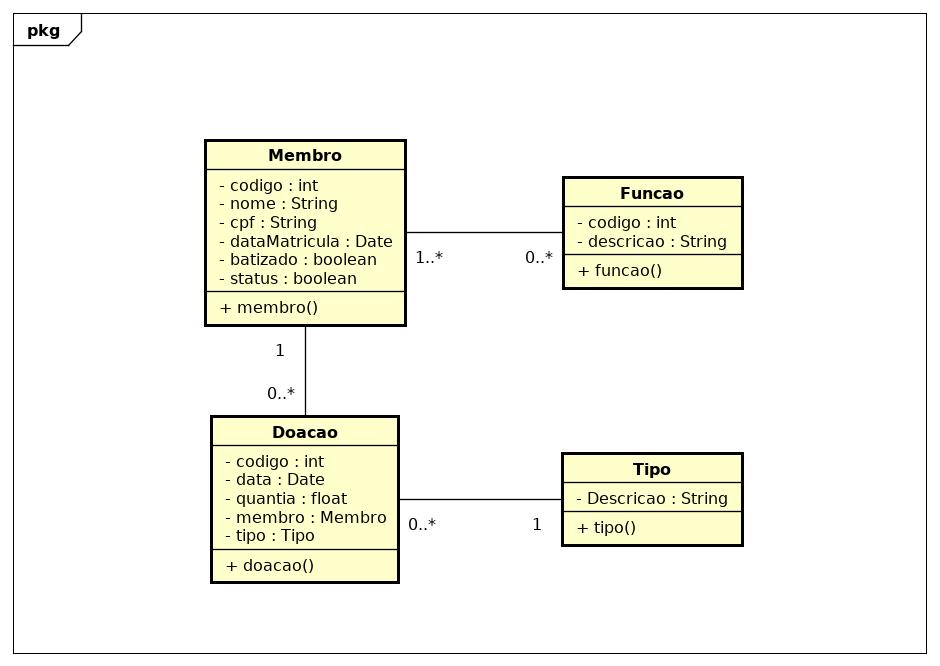 pkg
Membro
- codigo : int
- nome : String
- cpf : String
- dataMatricula : Date
- batizado : boolean
- status : boolean
+ membro()
Funcao
- codigo : int
- descricao : String
+ funcao()
1..*
0..*
1
0..*
Doacao
- codigo : int
- data : Date
- quantia : float
- membro : Membro
- tipo : Tipo
+ doacao()
Tipo
- Descricao : String
+ tipo()
0..*
1